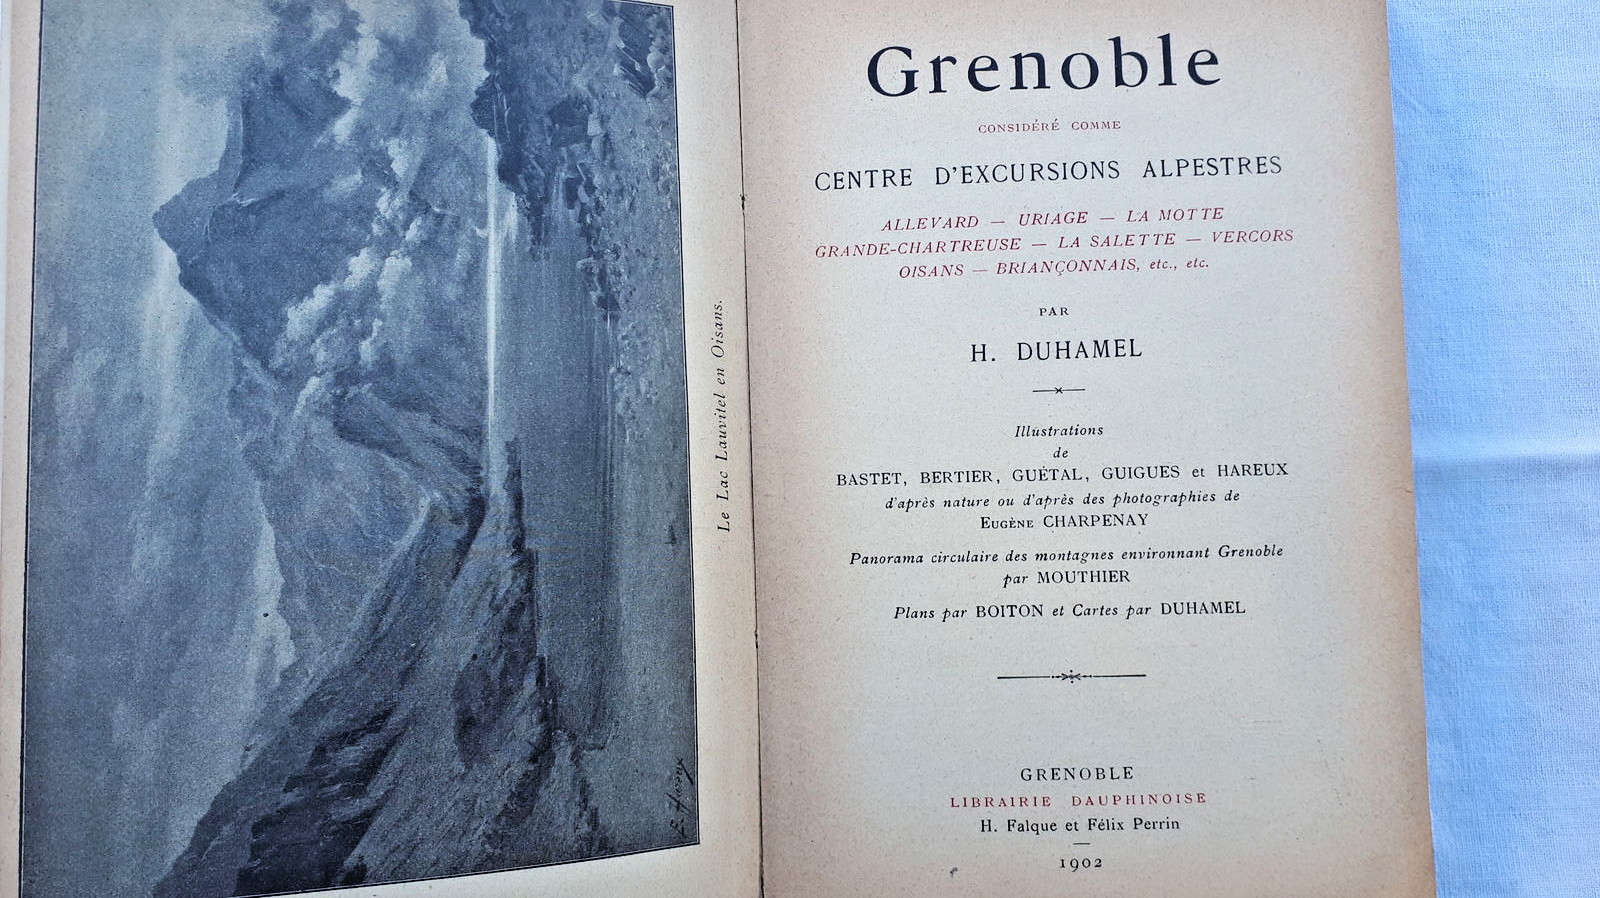 Le Lac Lauvitel en Oisans.
E. Hareux
Grenoble
CONSIDÉRÉ COMME
CENTRE D'EXCURSIONS ALPESTRES
ALLEVARD — URIAGE — LA MOTTE
GRANDE-CHARTREUSE — LA SALETTE — VERCORS
OISANS — BRIANÇONNAIS, etc., etc.
PAR
H. DUHAMEL
Illustrations
de
BASTET, BERTIER, GUÉTAL, GUIGUES et HAREUX
d'après nature ou d'après des photographies de
EUGÈNE CHARPENAY
Panorama circulaire des montagnes environnant Grenoble
par MOUTHIER
Plans par BOITON et Cartes par DUHAMEL
GRENOBLE
LIBRAIRIE DAUPHINOISE
H. Falque et Félix Perrin
1902